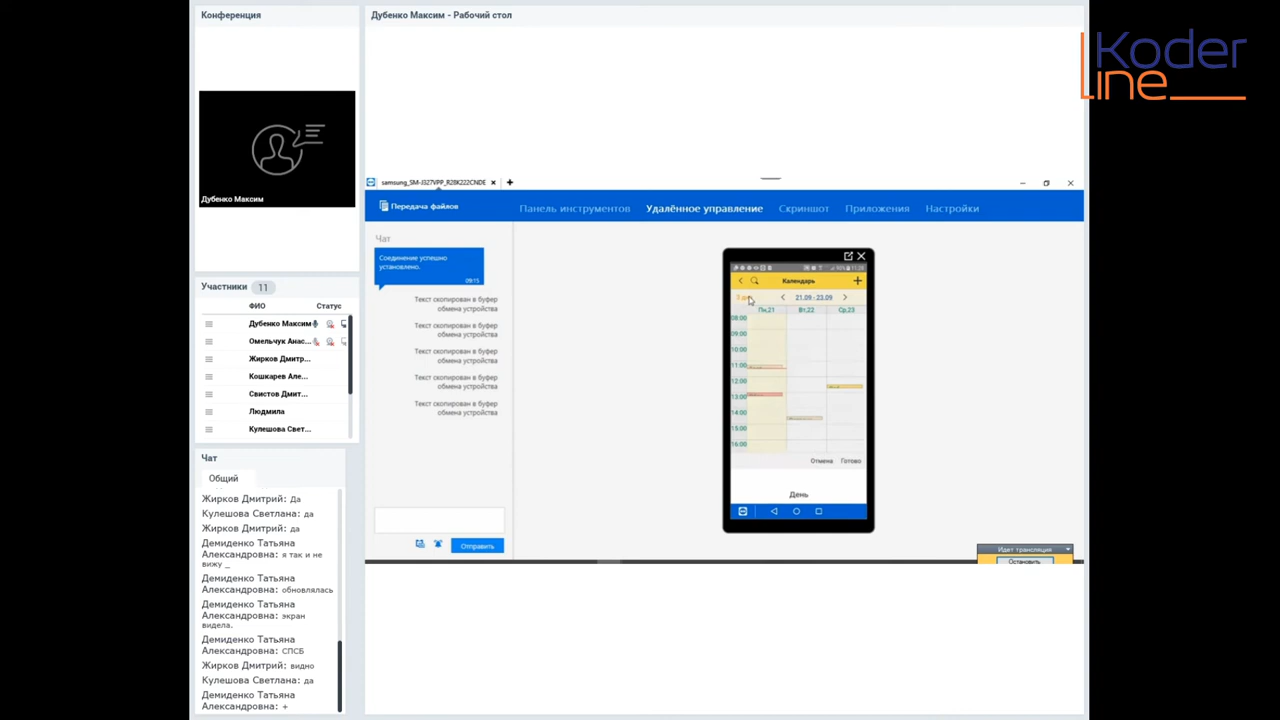 Конференция
Дубенко Максим - Рабочий стол
Koder
line
Дубенко Максим
Участники 11
ФИО Статус
Дубенко Максим
Омельчук Анас...
Жирков Дмитр...
Кошкарев Але...
Свистов Дмит...
Людмила
Кулешова Свет...
Чат
Общий
Жирков Дмитрий: Да
Кулешова Светлана: да
Жирков Дмитрий: да
Демиденко Татьяна
Александровна: я так и не
вижу _
Демиденко Татьяна
Александровна: обновлялась
Демиденко Татьяна
Александровна: экран
видела.
Демиденко Татьяна
Александровна: СПСБ
Жирков Дмитрий: видно
Кулешова Светлана: да
Демиденко Татьяна
Александровна: +
samsung_SM-J327VPP_R28K222CNDE
Передача файлов
Панель инструментов Удалённое управление Скриншот Приложения Настройки
Чат
Соединение успешно
установлено.
09:15
Текст скопирован в буфер
обмена устройства
Текст скопирован в буфер
обмена устройства
Текст скопирован в буфер
обмена устройства
Текст скопирован в буфер
обмена устройства
Текст скопирован в буфер
обмена устройства
Отправить
Календарь
21.09 - 23.09
Пн,21 Вт,22 Ср,23
08:00
09:00
10:00
11:00
12:00
13:00
14:00
15:00
16:00
Отмена Готово
День
Идет трансляция
Остановить